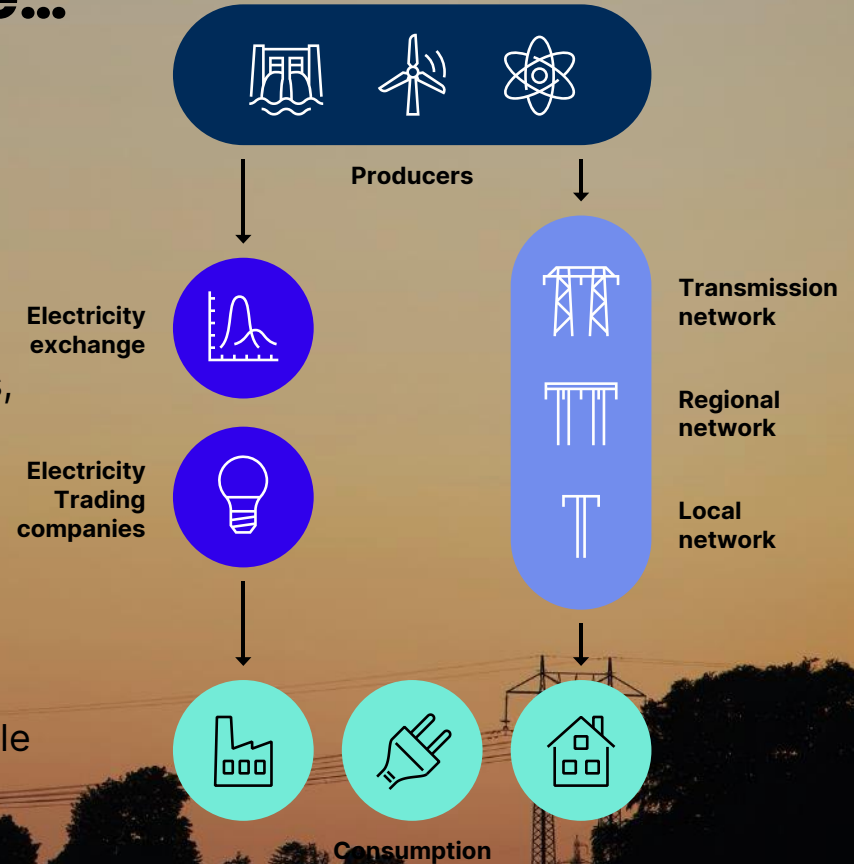 Producers
Electricity
exchange
Electricity
Trading
companies
Transmission
network
Regional
network
Local
network
Consumption